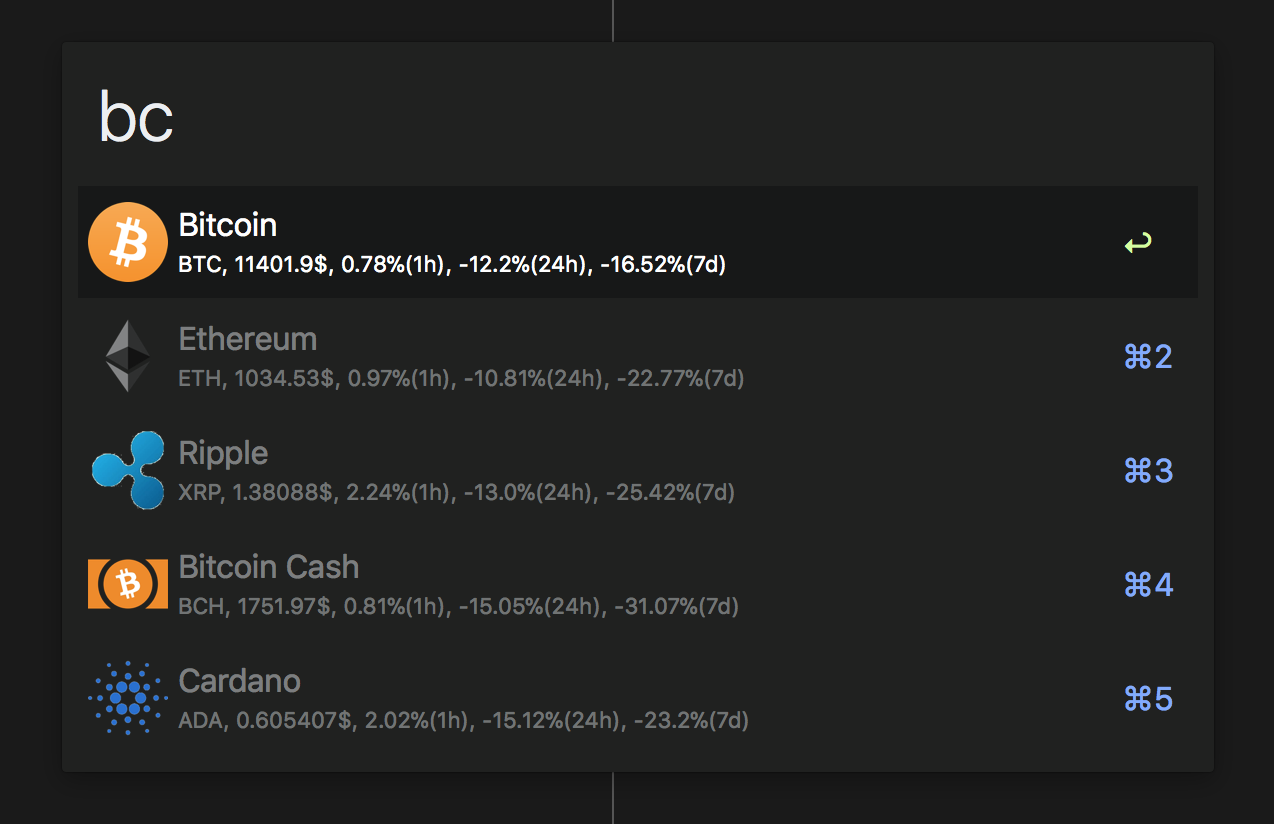 bc
Bitcoin
BTC, 11401.9$, 0.78%(1h), -12.2%(24h), -16.52%(7d)
Ethereum
ETH, 1034.53$, 0.97%(1h), -10.81%(24h), -22.77%(7d)
⌘2
Ripple
XRP, 1.38088$, 2.24%(1h), -13.0%(24h), -25.42%(7d)
⌘3
Bitcoin Cash
BCH, 1751.97$, 0.81%(1h), -15.05%(24h), -31.07%(7d)
⌘4
Cardano
ADA, 0.605407$, 2.02%(1h), -15.12%(24h), -23.2%(7d)
⌘5